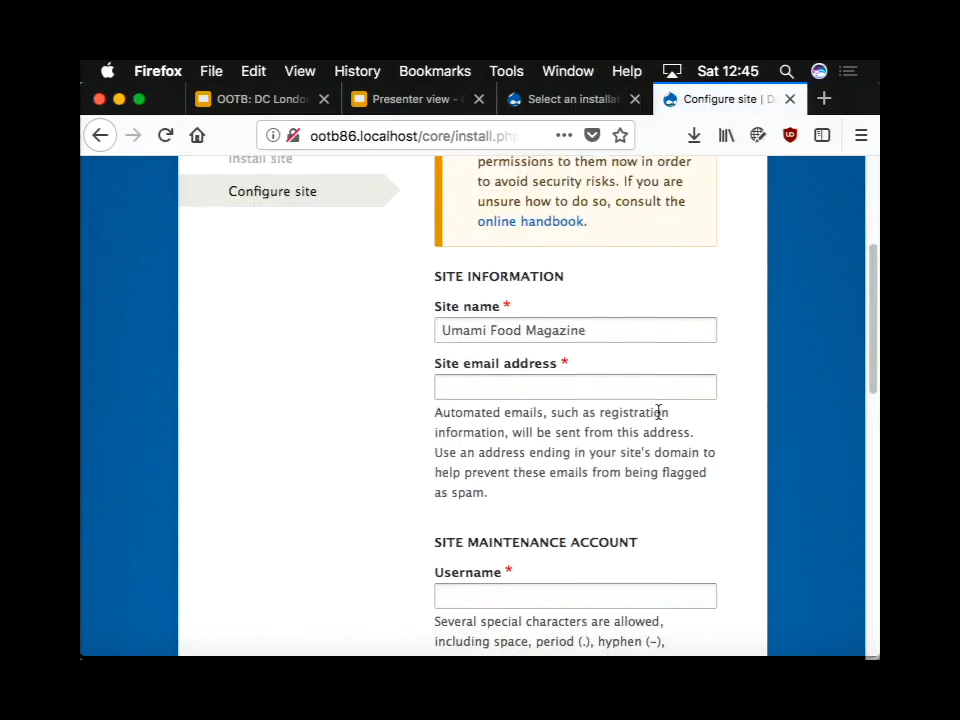 Firefox File Edit View History Bookmarks Tools Window Help Sat 12:45
OOTB: DC Londo Presenter view - Select an installat Configure site | D
ootb86.localhost/core/install.php
Install site
Configure site
permissions to them now in order
to avoid security risks. If you are
unsure how to do so, consult the
online handbook.
SITE INFORMATION
Site name *
Umami Food Magazine
Site email address *
Automated emails, such as registration
information, will be sent from this address.
Use an address ending in your site's domain to
help prevent these emails from being flagged
as spam.
SITE MAINTENANCE ACCOUNT
Username *
Several special characters are allowed,
including space, period (.), hyphen (-),